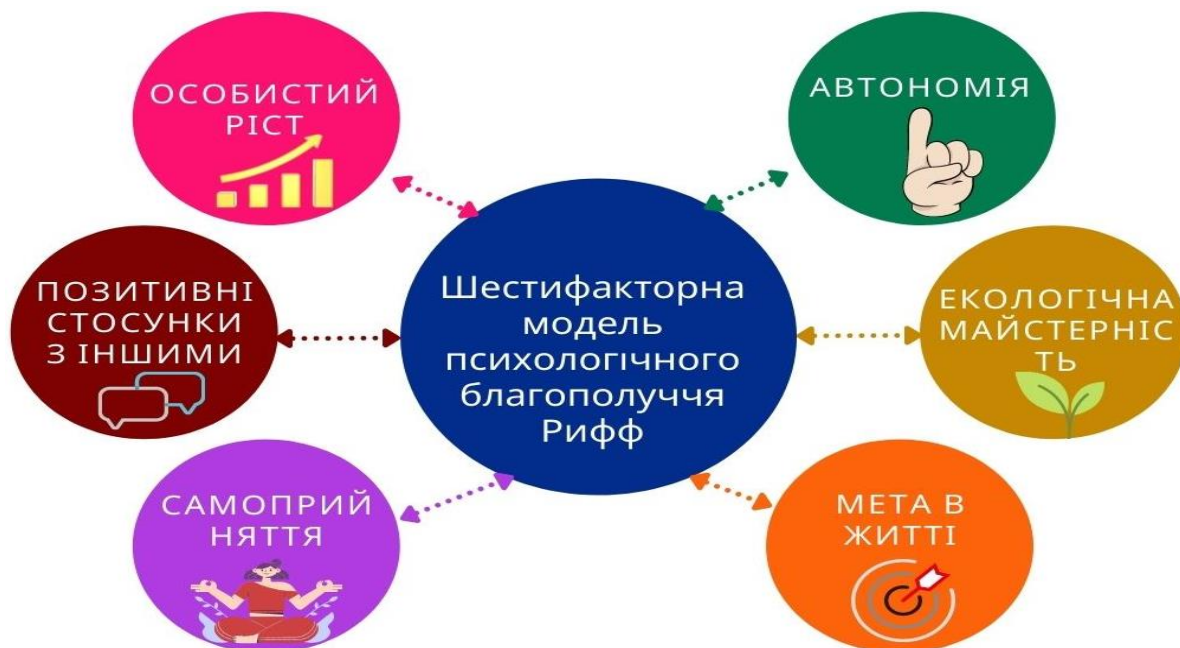 ОСОБИСТИЙ
РІСТ
АВТОНОМІЯ
ПОЗИТИВНІ
СТОСУНКИ
З ІНШИМИ
Шестифакторна
модель
психологічного
благополуччя
Рифф
ЕКОЛОГІЧНА
МАЙСТЕРНІС
ТЬ
САМОПРИЙ
НЯТТЯ
МЕТА В
ЖИТТІ